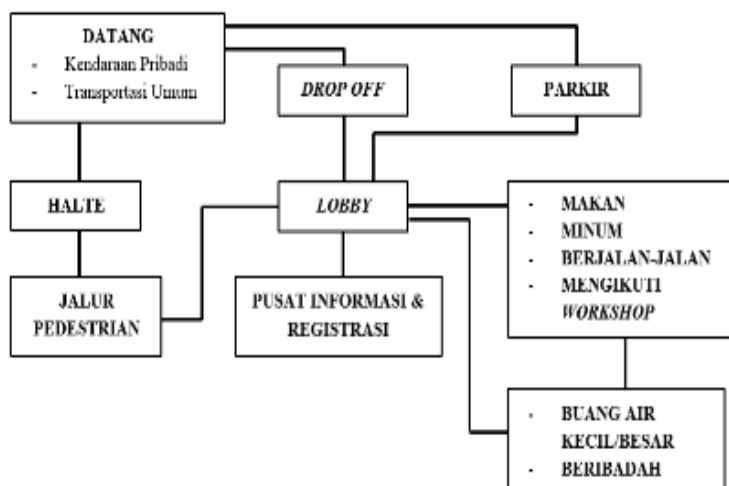 DATANG
- Kendaraan Pribadi
- Transportasi Umum
DROP OFF
PARKIR
HALTE
LOBBY
- MAKAN
- MINUM
- BERJALAN-JALAN
- MENGIKUTI
WORKSHOP
JALUR
PEDESTRIAN
PUSAT INFORMASI &
REGISTRASI
- BUANG AIR
KECIL/BESAR
- BERIBADAH